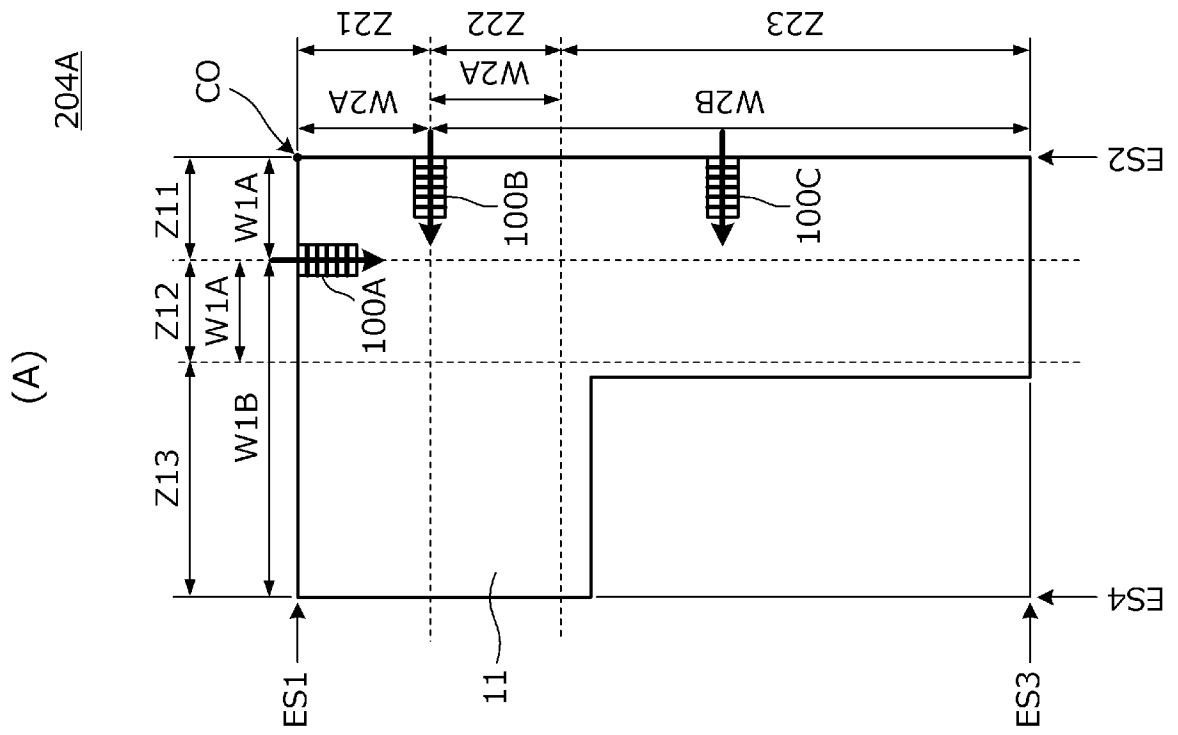 (A)
204A
Z13
Z12
Z11
W1B
W1A
W1A
CO
Z21
Z22
Z23
W2A
W2A
W2B
100A
100B
100C
11
ES1
ES2
ES3
ES4